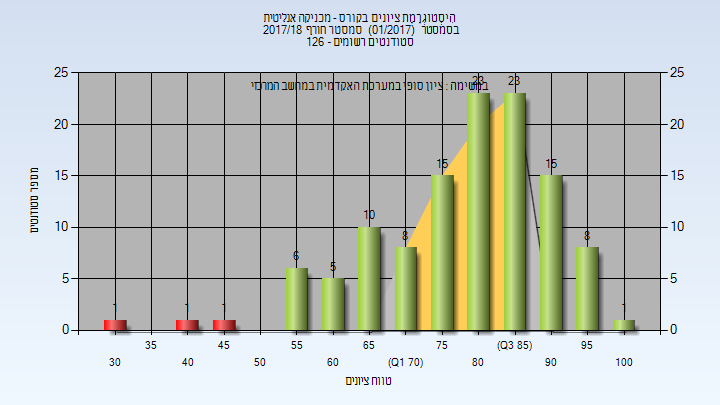 היסטוגרמת ציונים בקורס - מכניקה אנליטית
בסמסטר (01/2017) סמסטר חורף 2017/18
סטודנטים רשומים - 126
במשימה : ציון סופי במערכת האקדמית במחשב המרכזי
מספר סטודנטים
25 25
20 20
15 15
10 10
5 5
0 0
1 1 1 6 5 10 8 15 23 23 15 8 1
35 45 55 65 75 (Q3 85) 95
30 40 50 60 (Q1 70) 80 90 100
טווח ציונים